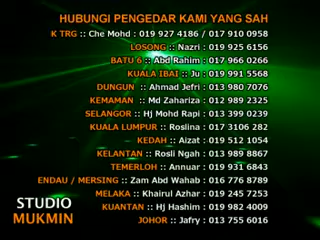 HUBUNGI PENGEDAR KAMI YANG SAH
K TRG :: Che Mohd : 019 927 4186 / 017 910 0958
LOSONG :: Nazri : 019 925 6156
BATU 6 :: Abd Rahim : 017 966 0266
KUALA IBAI :: Ju : 019 991 5568
DUNGUN :: Ahmad Jefri : 013 980 7076
KEMAMAN :: Md Zahariza : 012 989 2325
SELANGOR :: Hj Mohd Rapi : 013 399 0239
KUALA LUMPUR :: Roslina : 017 3106 282
KEDAH :: Aizat : 019 512 1054
KELANTAN :: Rosli Ngah : 013 989 8867
TEMERLOH :: Annuar : 019 931 6843
ENDAU / MERSING :: Zam Abd Wahab : 016 776 8789
MELAKA :: Khairul Azhar : 019 245 7253
KUANTAN :: Hj Hashim : 019 982 4009
JOHOR :: Jafry : 013 755 6016
STUDIO
MUKMIN